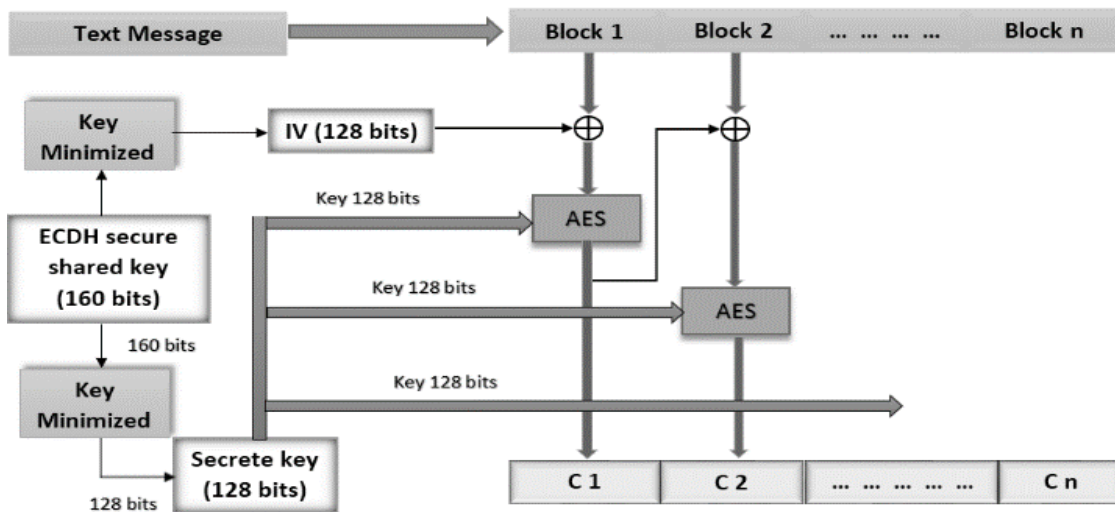 Text Message
Block 1
Block 2
... ... ... ...
Block n
Key
Minimized
IV (128 bits)
Key 128 bits
AES
ECDH secure
shared key
(160 bits)
Key 128 bits
AES
160 bits
Key
Minimized
Key 128 bits
Secrete key
(128 bits)
128 bits
C 1
C 2
... ... ... ... ...
C n